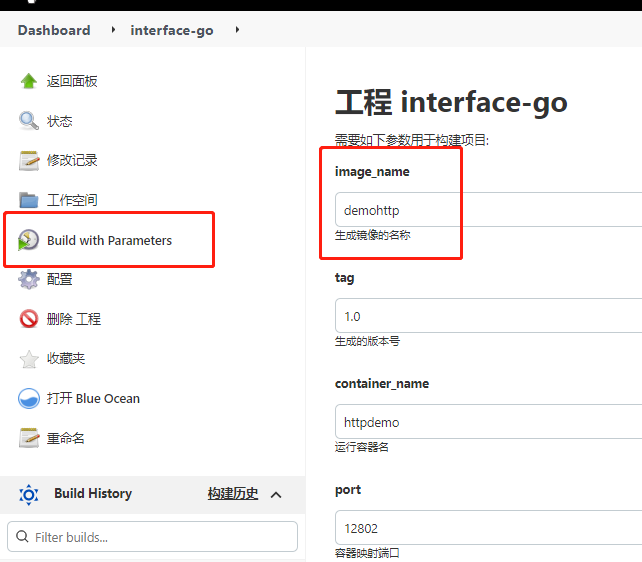 Dashboard
interface-go
返回面板
状态
修改记录
工作空间
Build with Parameters
配置
删除 工程
收藏夹
打开 Blue Ocean
重命名
Build History
构建历史
Filter builds...
工程 interface-go
需要如下参数用于构建项目:
image_name
demohttp
生成镜像的名称
tag
1.0
生成的版本号
container_name
httpdemo
运行容器名
port
12802
容器映射端口